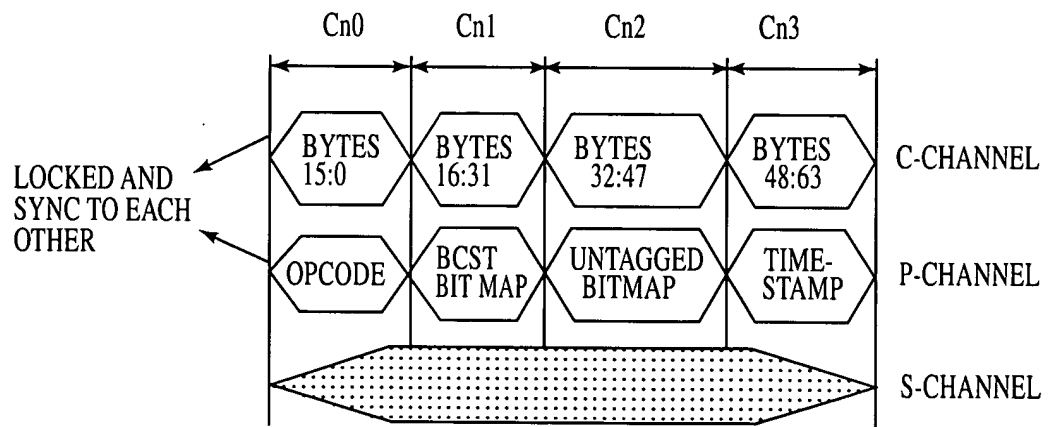 Cn0 Cn1 Cn2 Cn3
BYTES 15:0
BYTES 16:31
BYTES 32:47
BYTES 48:63
C-CHANNEL
LOCKED AND
SYNC TO EACH
OTHER
OPCODE
BCST
BIT MAP
UNTAGGED
BITMAP
TIME-
STAMP
P-CHANNEL
S-CHANNEL